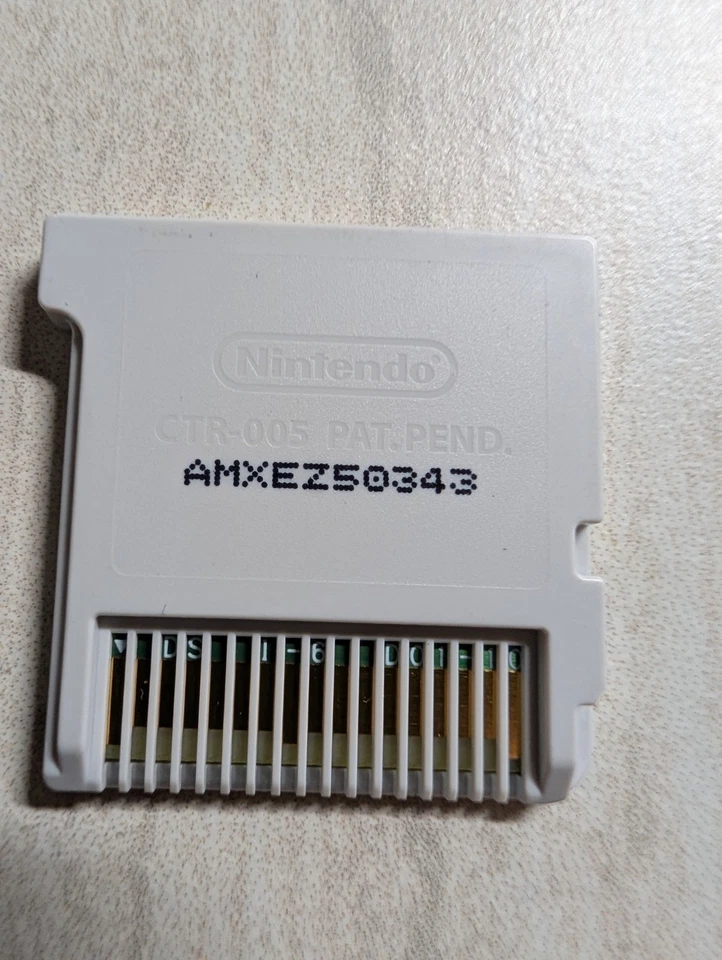 Nintendo®
CTR-005 PAT.PEND.
AMXEZ50343